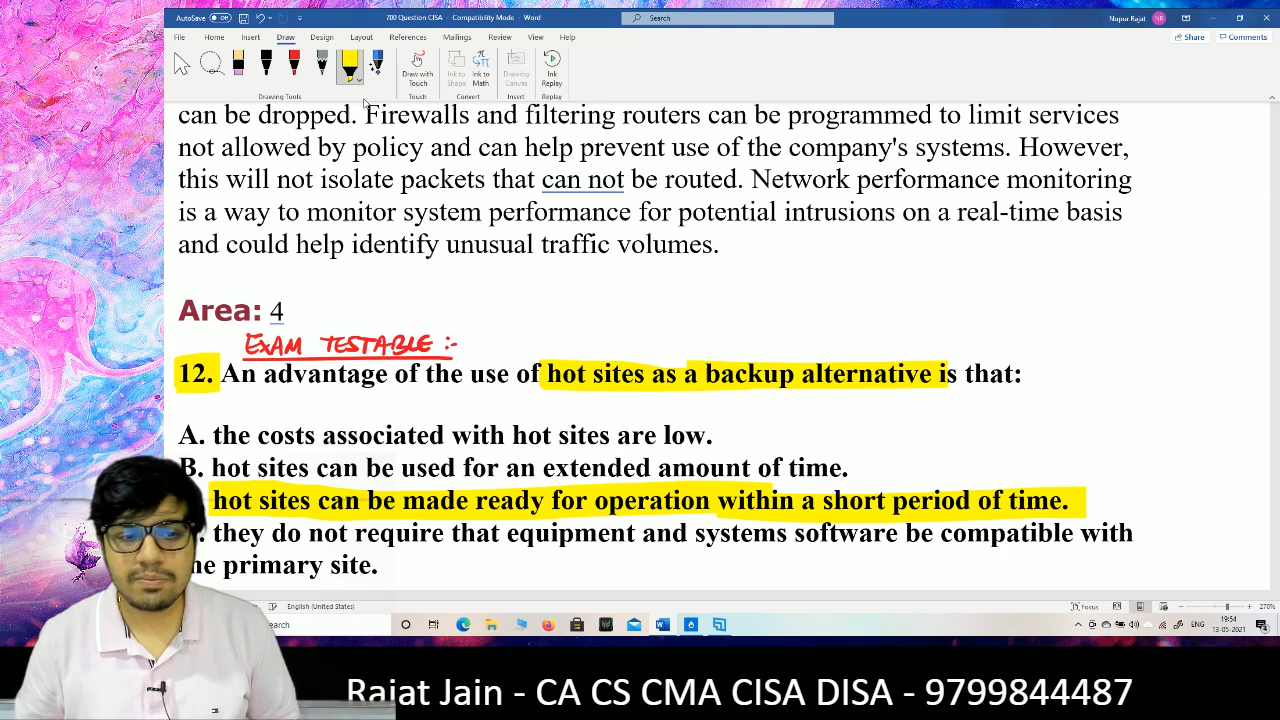 AutoSave Off 700 Question CISA - Compatibility Mode - Word Search Nupur Rajat NR
File Home Insert Draw Design Layout References Mailings Review View Help Share Comments
Draw with Touch Ink to Shape Ink to Math Drawing Canvas Ink Replay
Drawing Tools Touch Convert Insert Replay
can be dropped. Firewalls and filtering routers can be programmed to limit services
not allowed by policy and can help prevent use of the company's systems. However,
this will not isolate packets that can not be routed. Network performance monitoring
is a way to monitor system performance for potential intrusions on a real-time basis
and could help identify unusual traffic volumes.
Area: 4
EXAM TESTABLE :-
12. An advantage of the use of hot sites as a backup alternative is that:
A. the costs associated with hot sites are low.
B. hot sites can be used for an extended amount of time.
hot sites can be made ready for operation within a short period of time.
they do not require that equipment and systems software be compatible with
primary site.
English (United States) Focus 270%
ENG 19:54
13-05-2021
Rajat Jain - CA CS CMA CISA DISA - 9799844487